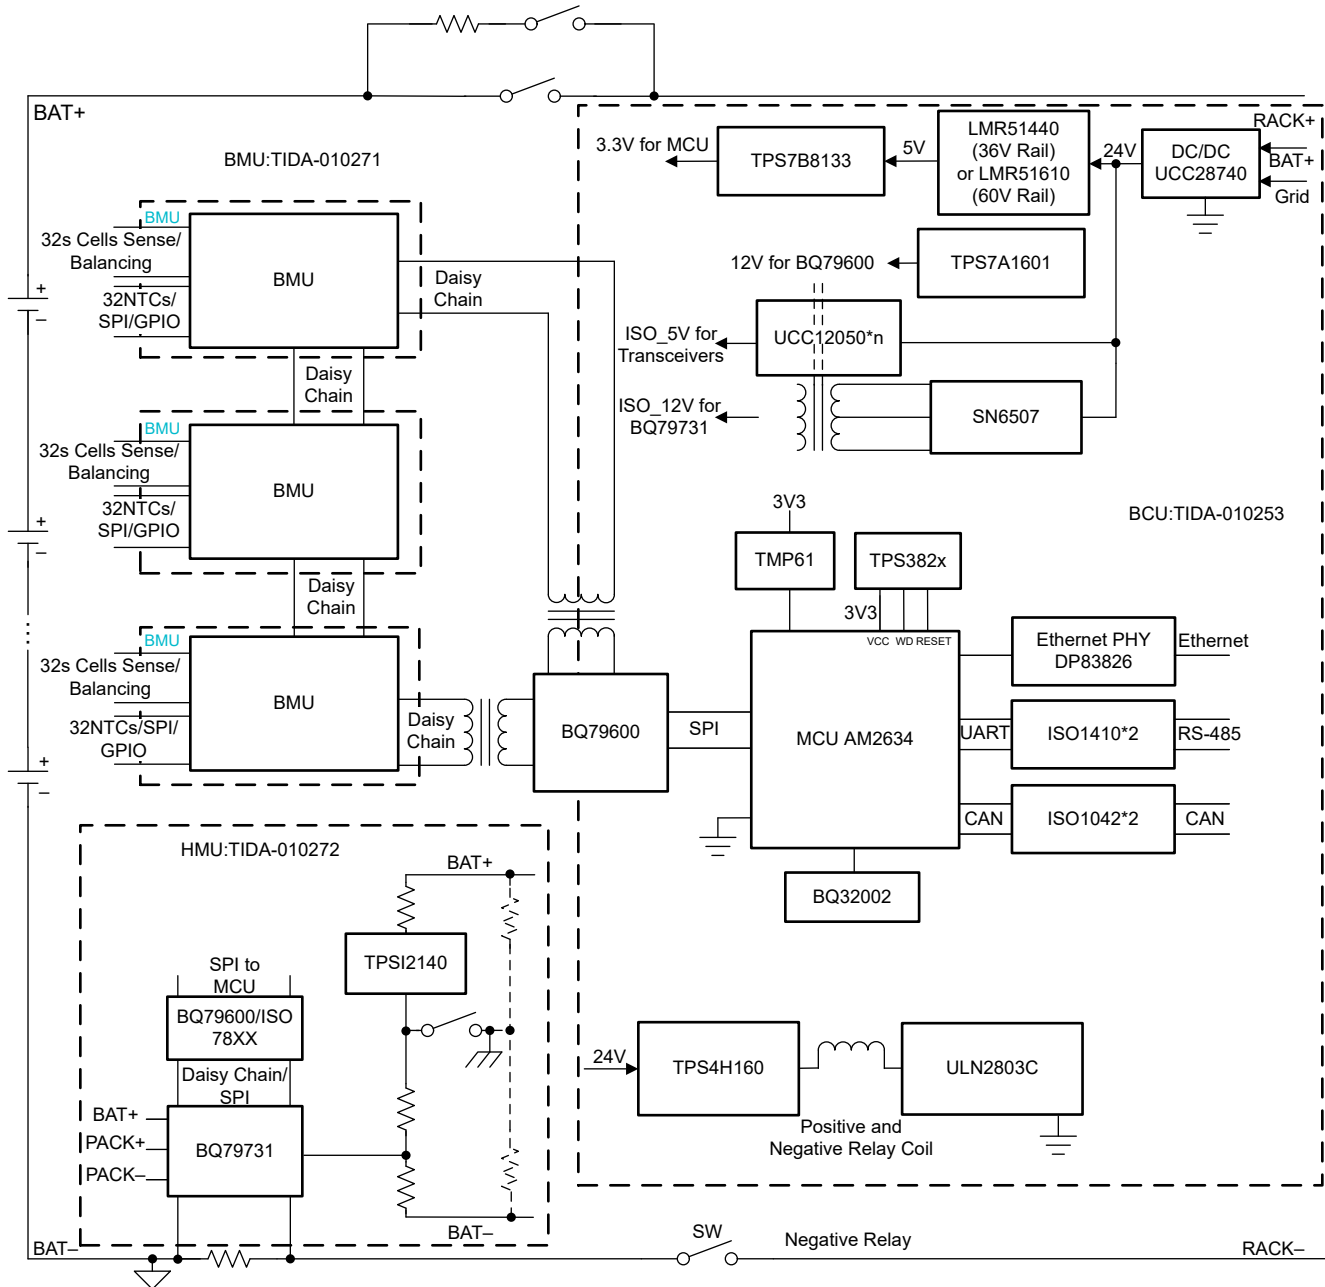 BAT+
BMU:TIDA-010271
BMU
32s Cells Sense/
Balancing
32NTCs/
SPI/GPIO
BMU
Daisy
Chain
+
–
Daisy
Chain
BMU
32s Cells Sense/
Balancing
32NTCs/
SPI/GPIO
BMU
+
–
Daisy
Chain
BMU
32s Cells Sense/
Balancing
32NTCs/SPI/
GPIO
BMU
Daisy
Chain
+
–
3.3V for MCU
TPS7B8133
5V
LMR51440
(36V Rail)
or LMR51610
(60V Rail)
24V
DC/DC
UCC28740
RACK+
BAT+
Grid
12V for BQ79600
TPS7A1601
ISO_5V for
Transceivers
UCC12050*n
ISO_12V for
BQ79731
SN6507
BCU:TIDA-010253
3V3
TMP61
TPS382x
3V3
VCC WD RESET
BQ79600
SPI
MCU AM2634
Ethernet PHY
DP83826
Ethernet
UART
ISO1410*2
RS-485
CAN
ISO1042*2
CAN
BQ32002
HMU:TIDA-010272
BAT+
TPSI2140
SPI to
MCU
BQ79600/ISO
78XX
Daisy Chain/
SPI
BAT+
PACK+
PACK–
BQ79731
BAT–
24V
TPS4H160
ULN2803C
Positive and
Negative Relay Coil
BAT–
SW
Negative Relay
RACK–